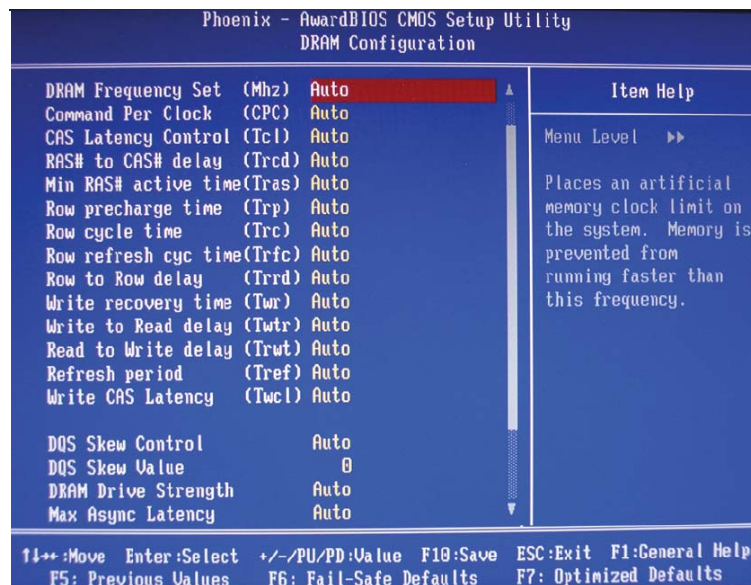 Phoenix - AwardBIOS CMOS Setup Utility
DRAM Configuration
DRAM Frequency Set (Mhz) Auto
Command Per Clock (CPC) Auto
CAS Latency Control (Tcl) Auto
RAS# to CAS# delay (Trcd) Auto
Min RAS# active time(Tras) Auto
Row precharge time (Trp) Auto
Row cycle time (Trc) Auto
Row refresh cyc time(Trfc) Auto
Row to Row delay (Trrd) Auto
Write recovery time (Twr) Auto
Write to Read delay (Twtr) Auto
Read to Write delay (Trwt) Auto
Refresh period (Tref) Auto
Write CAS Latency (Twcl) Auto
DQS Skew Control Auto
DQS Skew Value 0
DRAM Drive Strength Auto
Max Async Latency Auto
Item Help
Menu Level ▶▶
Places an artificial
memory clock limit on
the system. Memory is
prevented from
running faster than
this frequency.
↑↓→←:Move Enter:Select +/-/PU/PD:Value F10:Save ESC:Exit F1:General Help
F5: Previous Values F6: Fail-Safe Defaults F7: Optimized Defaults